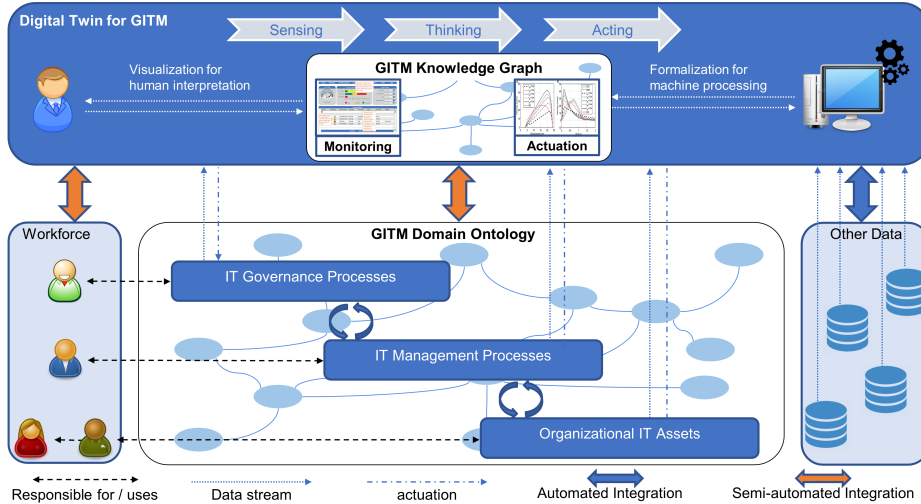 Digital Twin for GITM
Sensing
Thinking
Acting
GITM Knowledge Graph
Visualization for
human interpretation
Formalization for
machine processing
Monitoring
Actuation
Workforce
GITM Domain Ontology
Other Data
IT Governance Processes
IT Management Processes
Organizational IT Assets
Responsible for / uses
Data stream
actuation
Automated Integration
Semi-automated Integration